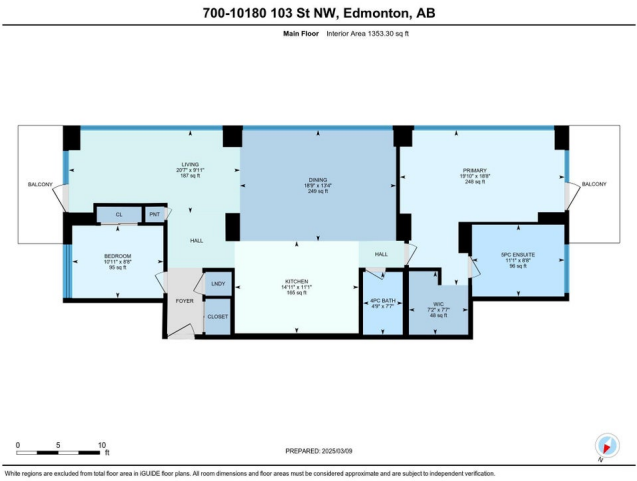 700-10180 103 St NW, Edmonton, AB
Main Floor Interior Area 1353.30 sq ft
LIVING
20'7" x 9'11"
187 sq ft
DINING
18'9" x 13'4"
249 sq ft
PRIMARY
19'10" x 18'9"
246 sq ft
BALCONY
BALCONY
CL
PNT
HALL
BEDROOM
10'11" x 8'8"
95 sq ft
HALL
5PC ENSUITE
11'1" x 8'8"
96 sq ft
KITCHEN
14'11" x 11'1"
165 sq ft
LNDY
FOYER
4PC BATH
4'9" x 7'7"
WIC
7'2" x 7'7"
48 sq ft
CLOSET
0 5 10
ft
PREPARED: 2025/03/09
N
White regions are excluded from total floor area in iGUIDE floor plans. All room dimensions and floor areas must be considered approximate and are subject to independent verification.